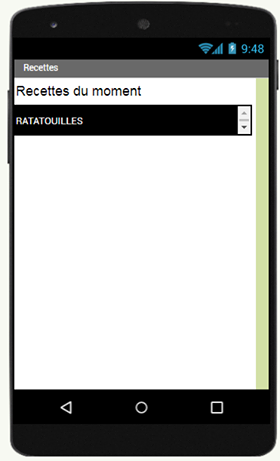 9:48
Recettes
Recettes du moment
RATATOUILLES